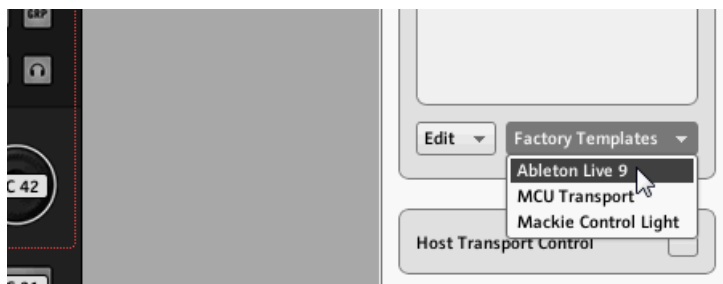 GRP
C 42
Edit
Factory Templates
Ableton Live 9
MCU Transport
Mackie Control Light
Host Transport Control